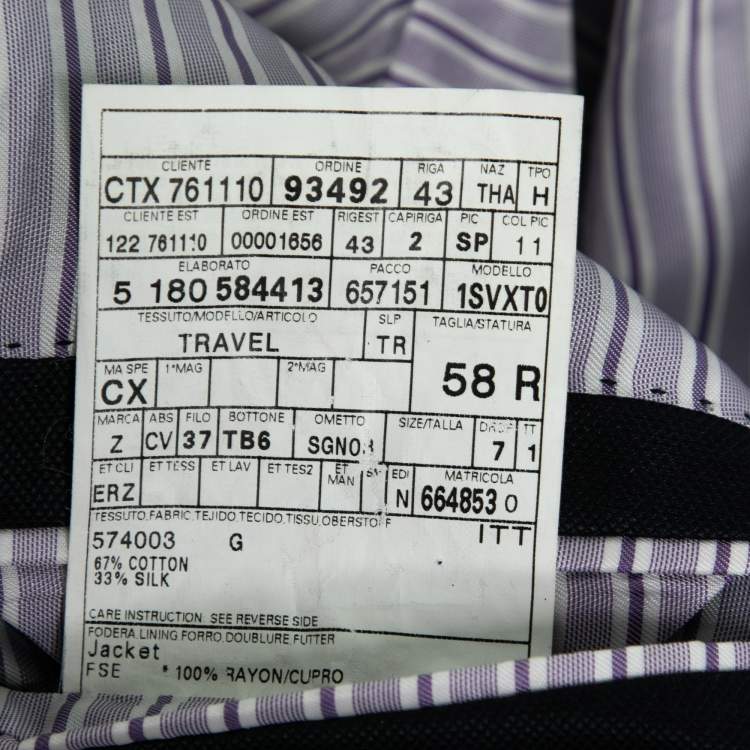 CLIENTE ORDINE RIGA NAZ TPO
CTX 761110 93492 43 THA H
CLIENTE EST ORDINE EST RIGEST CAPIRIGA PIC COL PIC
122 761110 00001656 43 2 SP 11
ELABORATO PACCO MODELLO
5 180 584413 657151 1SVXT0
TESSUTO/MODELLO/ARTICOLO SLP TAGLIA/STATURA
TRAVEL TR 58 R
MA SPE 1°MAG 2°MAG
CX
MARCA ABS FILO BOTTONE OMETTO SIZE/TALLA DROP TT
Z CV 37 TB6 7 1
ET CLI ET TESS ET LAV ET TES2 ET MAN EDI MATRICOLA
ERZ N 664853 0
TESSUTO,FABRIC,TEJIDO,TECIDO,TISSU,OBERSTOFF
574003 G ITT
67% COTTON
33% SILK
CARE INSTRUCTION: SEE REVERSE SIDE
FODERA,LINING FORRO,DOUBLURE,FUTTER
Jacket
FSE * 100% RAYON/CUPRO